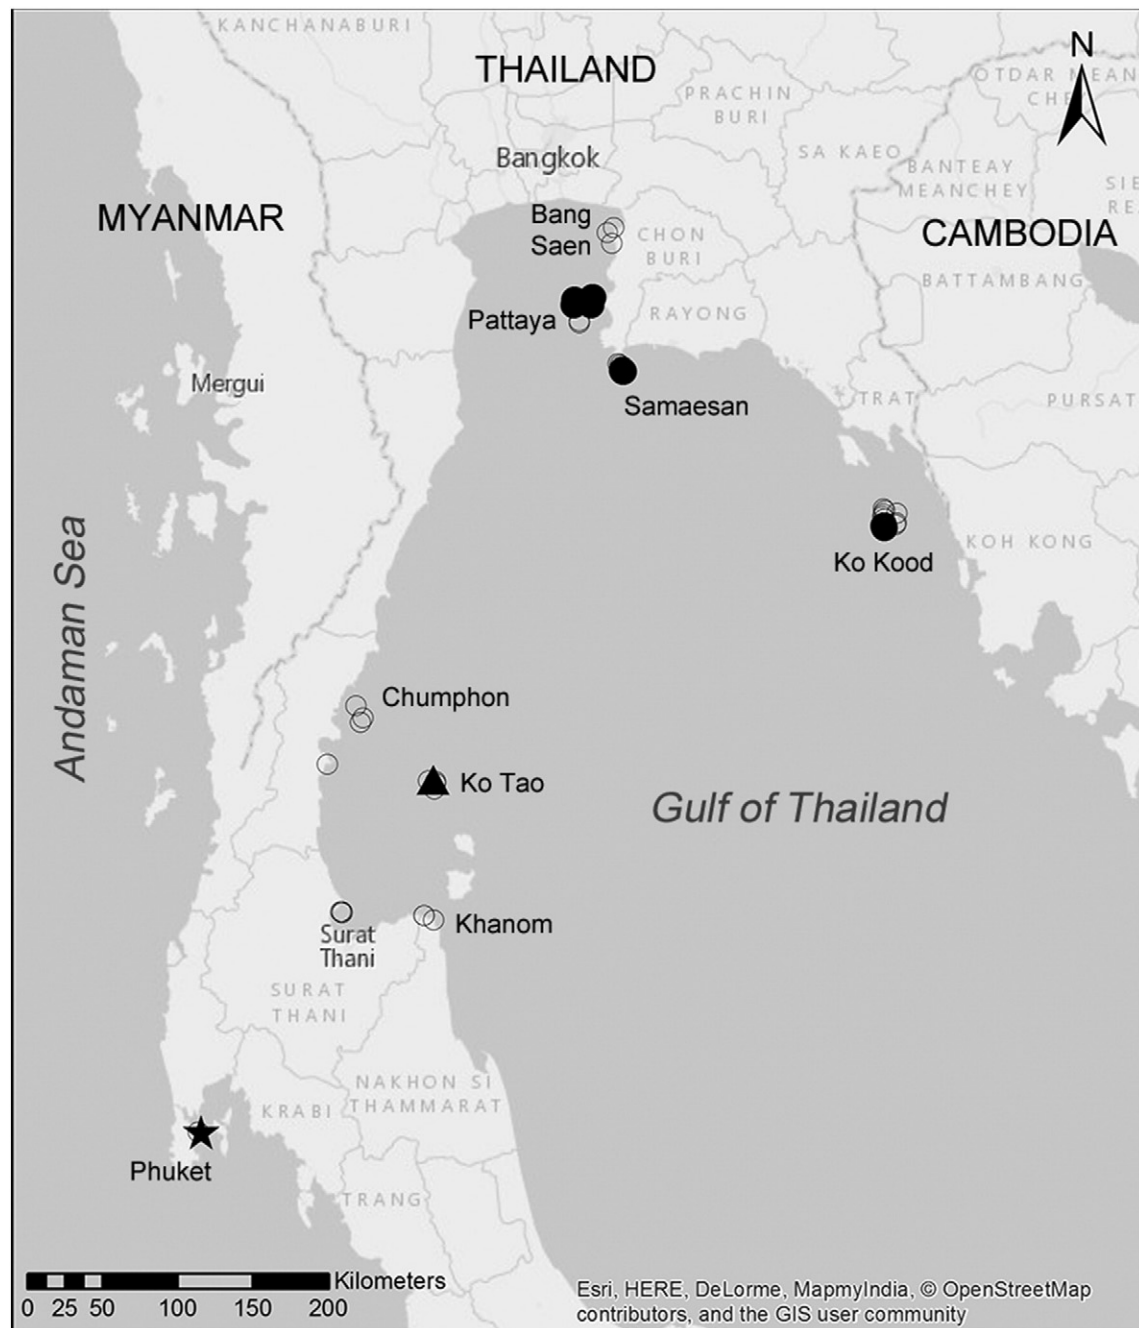 KANCHANABURI
THAILAND
N
OTDAR MEAN
CHEY
PRACHIN
BURI
Bangkok
SA KAEO
BANTEAY
MEANCHEY
SIE
RE
MYANMAR
Bang
Saen
CHON
BURI
CAMBODIA
BATTAMBANG
Pattaya
RAYONG
Mergui
Samaesan
TRAT
PURSAT
Andaman Sea
KOH KONG
Ko Kood
Chumphon
Ko Tao
Gulf of Thailand
Khanom
Surat
Thani
SURAT
THANI
NAKHON SI
THAMMARAT
KRABI
Phuket
TRANG
Kilometers
0 25 50 100 150 200
Esri, HERE, DeLorme, MapmyIndia, © OpenStreetMap
contributors, and the GIS user community